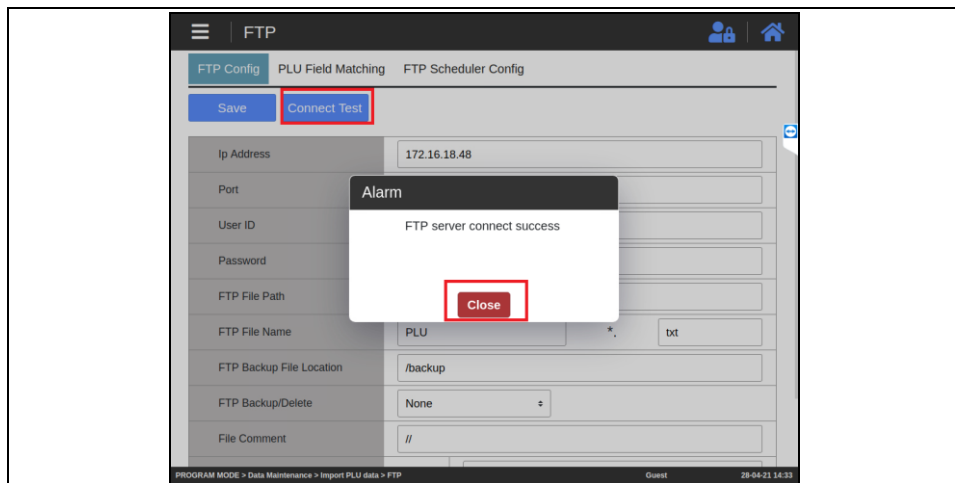 FTP
FTP Config PLU Field Matching FTP Scheduler Config
Save Connect Test
Ip Address 172.16.18.48
Port
Alarm
User ID
FTP server connect success
Password
FTP File Path
Close
FTP File Name PLU *. txt
FTP Backup File Location /backup
FTP Backup/Delete None
File Comment //
PROGRAM MODE > Data Maintenance > Import PLU data > FTP Guest 28-04-21 14:33